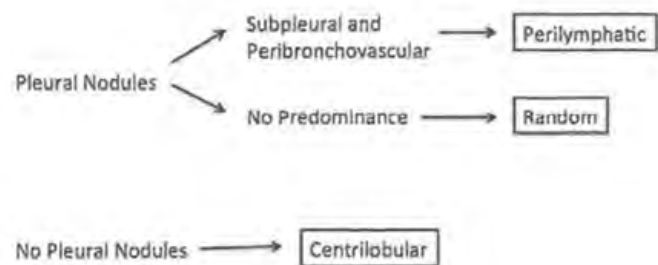 Subpleural and
Peribronchovascular
Perilymphatic
Pleural Nodules
No Predominance
Random
No Pleural Nodules
Centrilobular